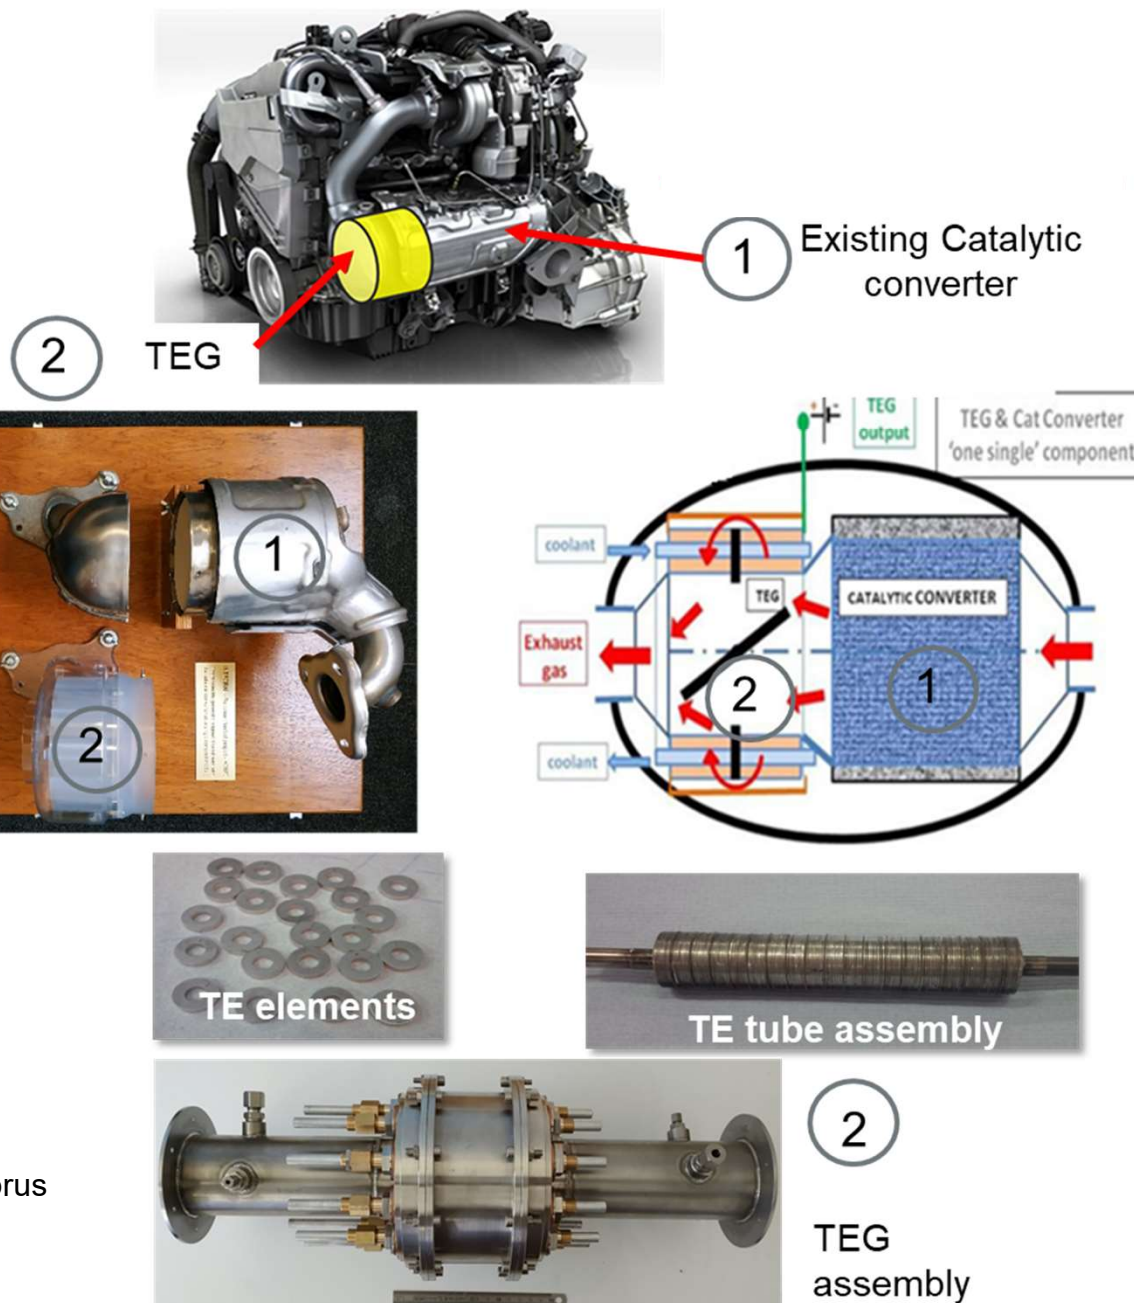 1
Existing Catalytic
converter
2
TEG
TEG
output
TEG & Cat Converter
'one single' component
+ -
coolant
1
TEG
CATALYTIC CONVERTER
Exhaust
gas
2
1
2
coolant
TE elements
TE tube assembly
2
orus
TEG
assembly